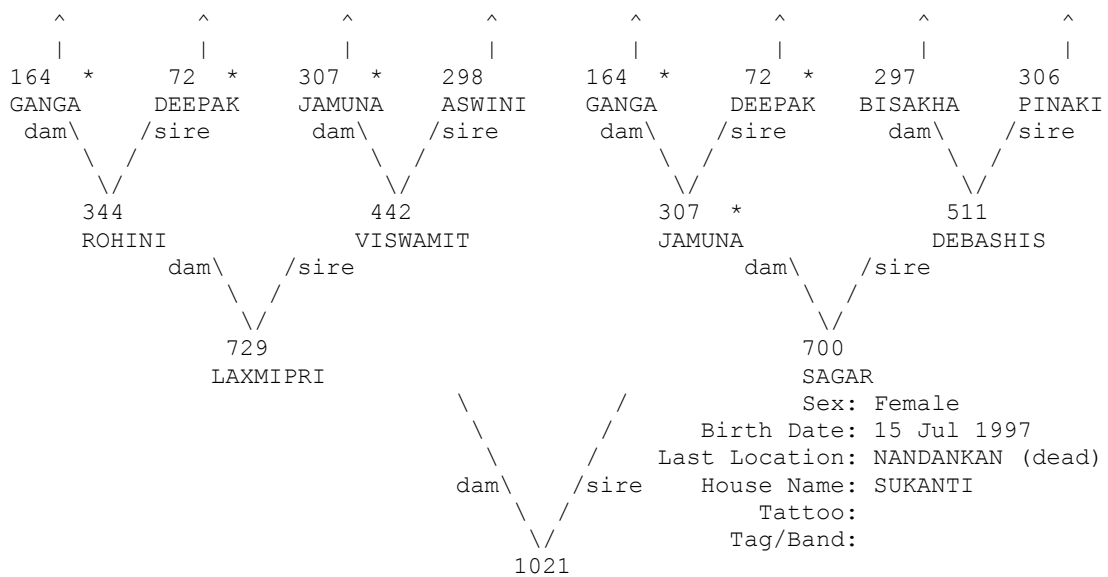 ^ ^ ^ ^ ^ ^ ^ ^
| | | | | | | |
164 * 72 * 307 * 298 164 * 72 * 297 306
GANGA DEEPAK JAMUNA ASWINI GANGA DEEPAK BISAKHA PINAKI
dam\ /sire dam\ /sire dam\ /sire dam\ /sire
\ / \ / \ / \ /
\/ \/ \/ \/
344 442 307 * 511
ROHINI VISWAMIT JAMUNA DEBASHIS
dam\ /sire dam\ /sire
\ / \ /
\/ \/
729 700
LAXMIPRI SAGAR
\ / Sex: Female
\ / Birth Date: 15 Jul 1997
\ / Last Location: NANDANKAN (dead)
dam\ /sire House Name: SUKANTI
\ / Tattoo:
\/ Tag/Band:
1021